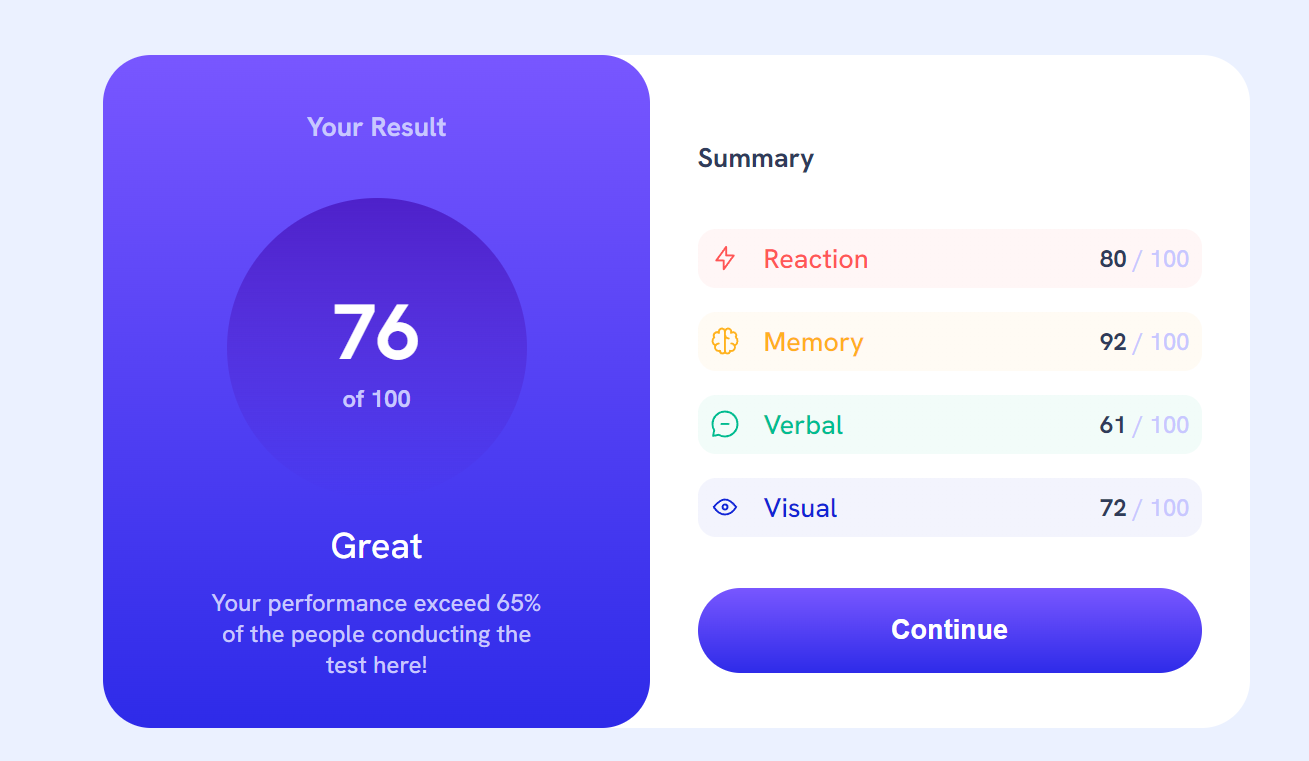 Your Result
76
of 100
Great
Your performance exceed 65%
of the people conducting the
test here!
Summary
Reaction 80 / 100
Memory 92 / 100
Verbal 61 / 100
Visual 72 / 100
Continue